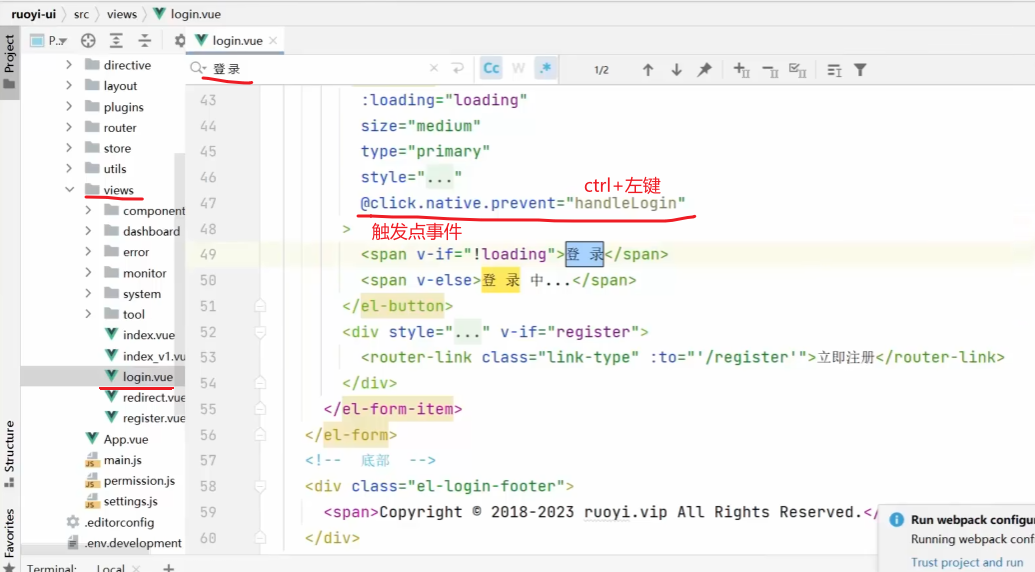 ruoyi-ui 〉 src 〉 views 〉 login.vue
Project
P..
login.vue ×
登 录
Cc W .* 1/2
directive
layout
plugins
router
store
utils
views
component
dashboard
error
monitor
system
tool
index.vue
index_v1.vu
login.vue
redirect.vue
register.vue
App.vue
main.js
permission.js
settings.js
.editorconfig
.env.development
Structure
Favorites
43 :loading="loading"
44 size="medium"
45 type="primary"
46 style="..."
ctrl+左键
47 @click.native.prevent="handleLogin"
48 >
触发点事件
49 <span v-if="!loading">登 录</span>
50 <span v-else>登 录 中...</span>
51 </el-button>
52 <div style="..." v-if="register">
53 <router-link class="link-type" :to="'/register'">立即注册</router-link>
54 </div>
55 </el-form-item>
56 </el-form>
57 <!-- 底部 -->
58 <div class="el-login-footer">
59 <span>Copyright © 2018-2023 ruoyi.vip All Rights Reserved.</
60 </div>
Run webpack configu
Running webpack conf
Trust project and run
Terminal: Local × +